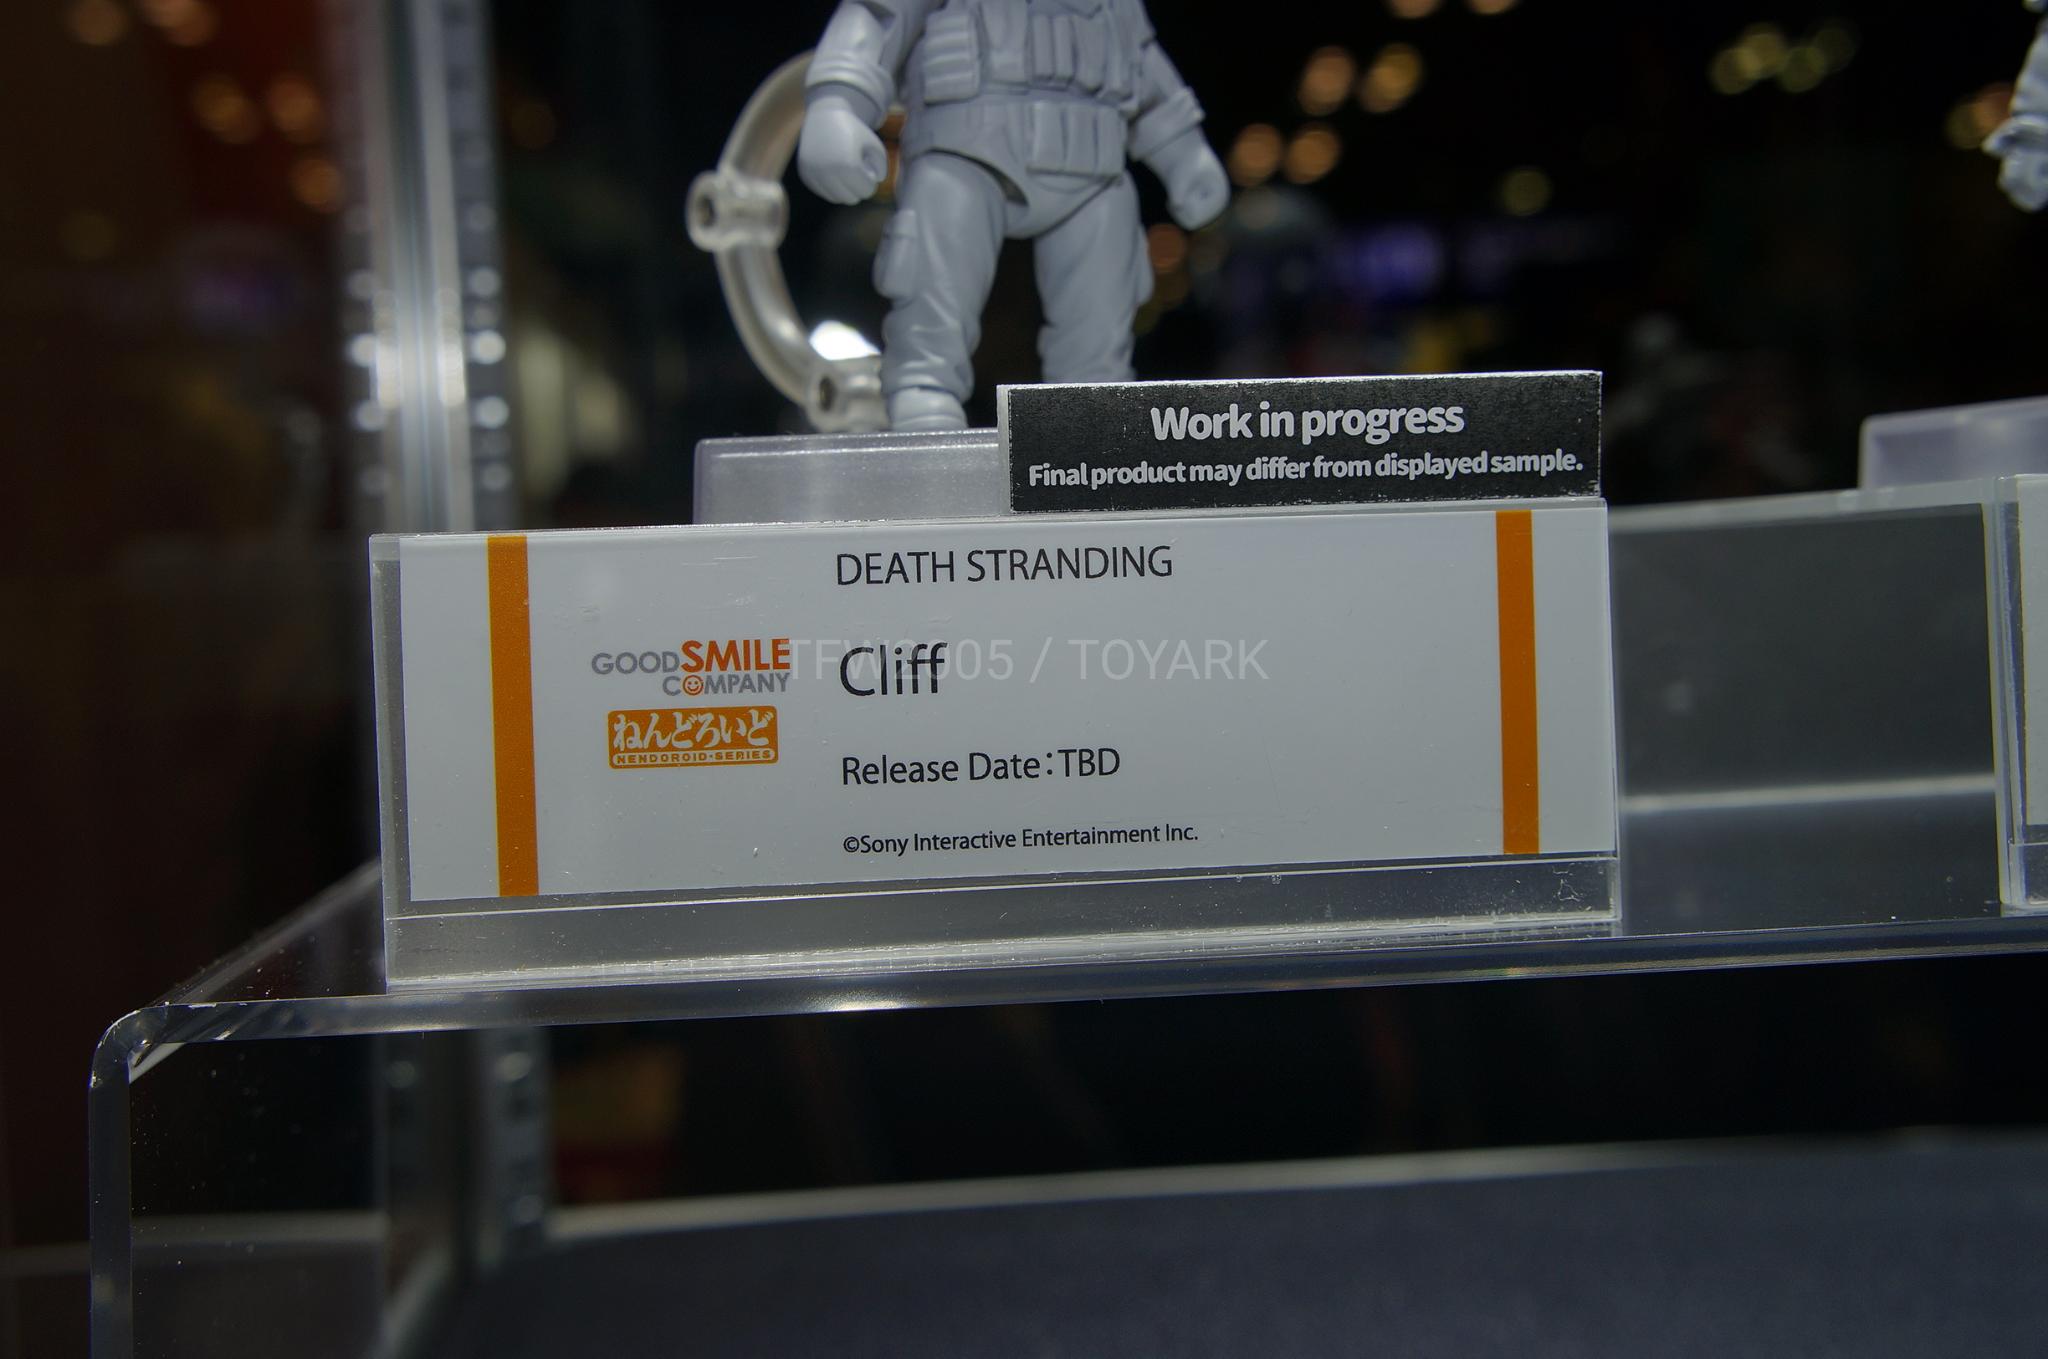 Work in progress
Final product may differ from displayed sample.
DEATH STRANDING
GOOD SMILE
COMPANY
ねんどろいど
NENDOROID・SERIES
Cliff
TFW2005 / TOYARK
Release Date：TBD
©Sony Interactive Entertainment Inc.